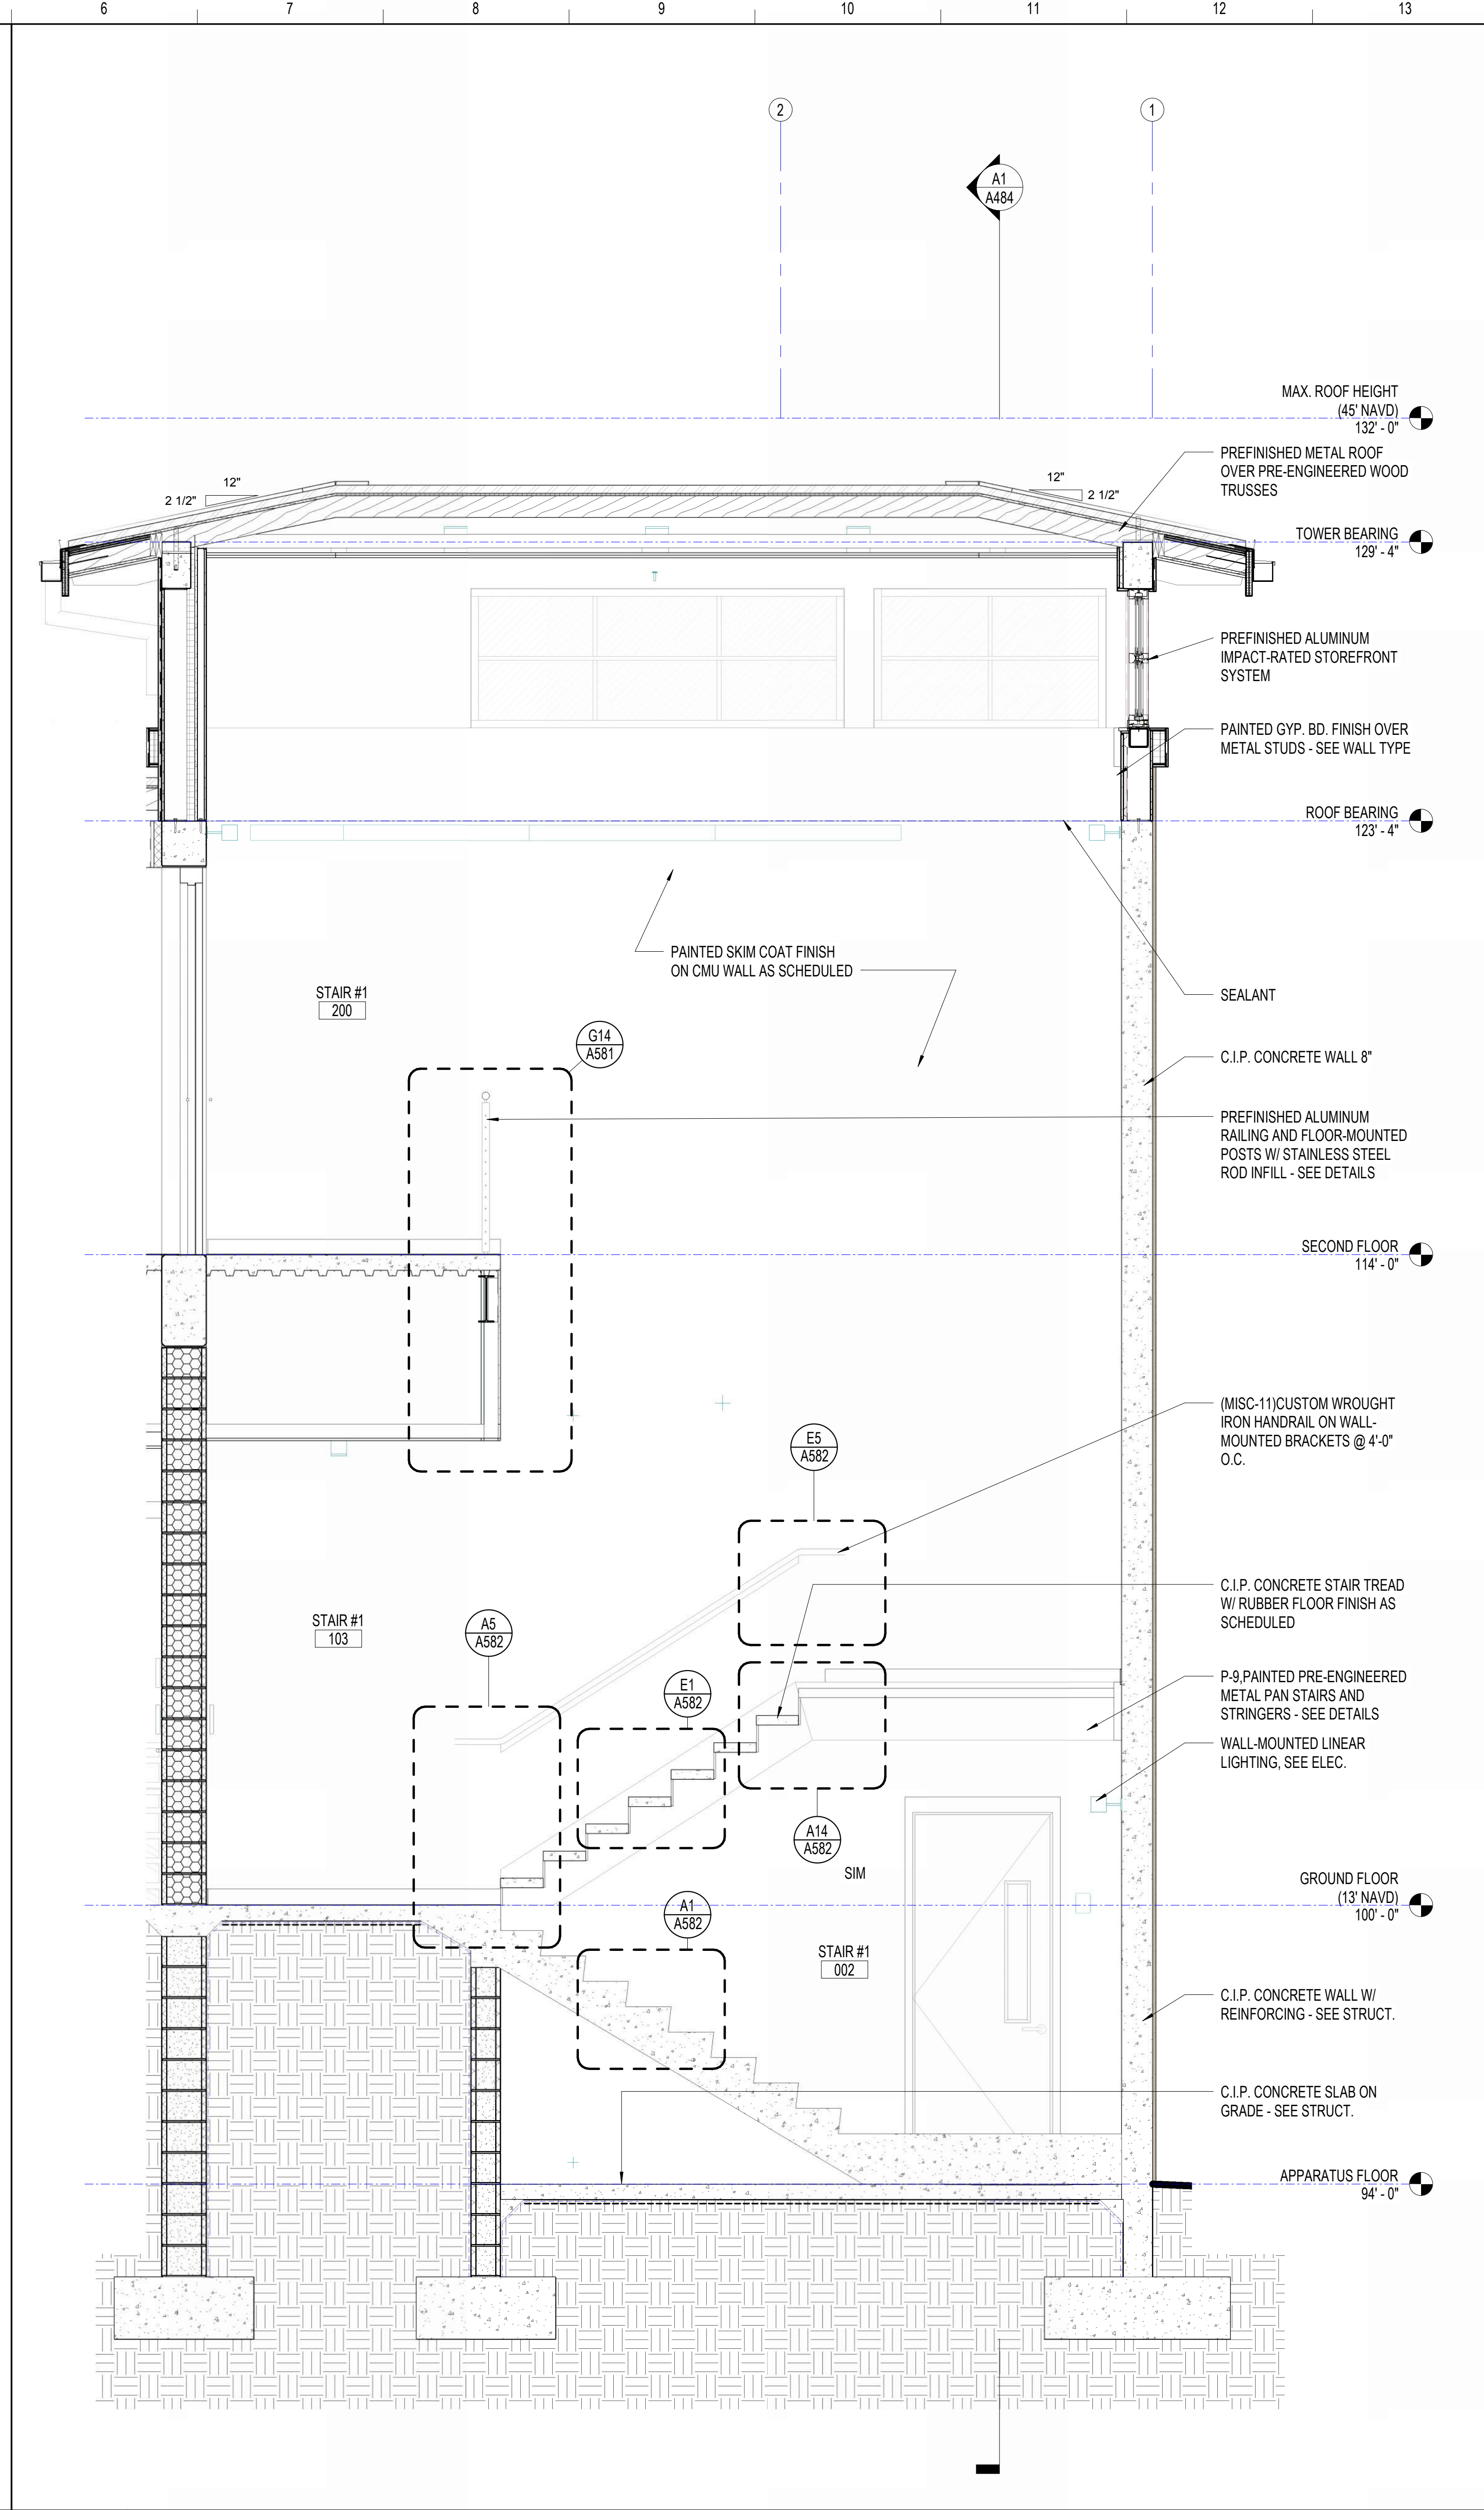 6 7 8 9 10 11 12 13
2 1
A1
A484
MAX. ROOF HEIGHT
(45' NAVD)
132' - 0"
PREFINISHED METAL ROOF
OVER PRE-ENGINEERED WOOD
TRUSSES
12"
2 1/2"
12"
2 1/2"
TOWER BEARING
129' - 4"
PREFINISHED ALUMINUM
IMPACT-RATED STOREFRONT
SYSTEM
PAINTED GYP. BD. FINISH OVER
METAL STUDS - SEE WALL TYPE
ROOF BEARING
123' - 4"
PAINTED SKIM COAT FINISH
ON CMU WALL AS SCHEDULED
STAIR #1
200
SEALANT
G14
A581
C.I.P. CONCRETE WALL 8"
PREFINISHED ALUMINUM
RAILING AND FLOOR-MOUNTED
POSTS W/ STAINLESS STEEL
ROD INFILL - SEE DETAILS
SECOND FLOOR
114' - 0"
(MISC-11)CUSTOM WROUGHT
IRON HANDRAIL ON WALL-
MOUNTED BRACKETS @ 4'-0"
O.C.
E5
A582
C.I.P. CONCRETE STAIR TREAD
W/ RUBBER FLOOR FINISH AS
SCHEDULED
STAIR #1
103
A5
A582
E1
A582
P-9,PAINTED PRE-ENGINEERED
METAL PAN STAIRS AND
STRINGERS - SEE DETAILS
WALL-MOUNTED LINEAR
LIGHTING, SEE ELEC.
A14
A582
SIM
GROUND FLOOR
(13' NAVD)
100' - 0"
A1
A582
STAIR #1
002
C.I.P. CONCRETE WALL W/
REINFORCING - SEE STRUCT.
C.I.P. CONCRETE SLAB ON
GRADE - SEE STRUCT.
APPARATUS FLOOR
94' - 0"